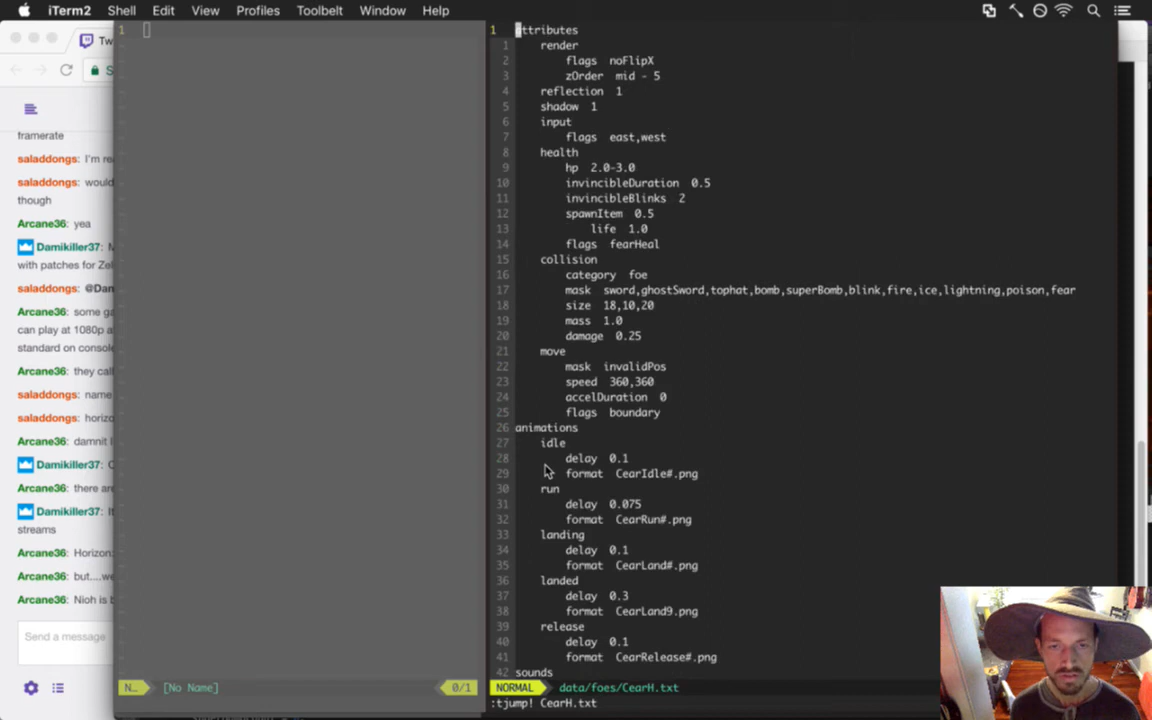 iTerm2 Shell Edit View Profiles Toolbelt Window Help
Tw
S
framerate
saladdongs: I'm re
saladdongs: would
though
Arcane36: yea
Damikiller37:
with patches for Zel
saladdongs: @Dan
Arcane36: some ga
can play at 1080p a
standard on console
Arcane36: they call
saladdongs: name
saladdongs: horizo
Arcane36: damnit I
Damikiller37:
Arcane36: there are
Damikiller37: It
streams
Arcane36: Horizon:
Arcane36: but....we
Arcane36: Nioh is b
Send a message
1
N... [No Name] 0/1
1 attributes
1 render
2 flags noFlipX
3 zOrder mid - 5
4 reflection 1
5 shadow 1
6 input
7 flags east,west
8 health
9 hp 2.0-3.0
10 invincibleDuration 0.5
11 invincibleBlinks 2
12 spawnItem 0.5
13 life 1.0
14 flags fearHeal
15 collision
16 category foe
17 mask sword,ghostSword,tophat,bomb,superBomb,blink,fire,ice,lightning,poison,fear
18 size 18,10,20
19 mass 1.0
20 damage 0.25
21 move
22 mask invalidPos
23 speed 360,360
24 accelDuration 0
25 flags boundary
26 animations
27 idle
28 delay 0.1
29 format CearIdle#.png
30 run
31 delay 0.075
32 format CearRun#.png
33 landing
34 delay 0.1
35 format CearLand#.png
36 landed
37 delay 0.3
38 format CearLand9.png
39 release
40 delay 0.1
41 format CearRelease#.png
42 sounds
NORMAL data/foes/CearH.txt
:tjump! CearH.txt